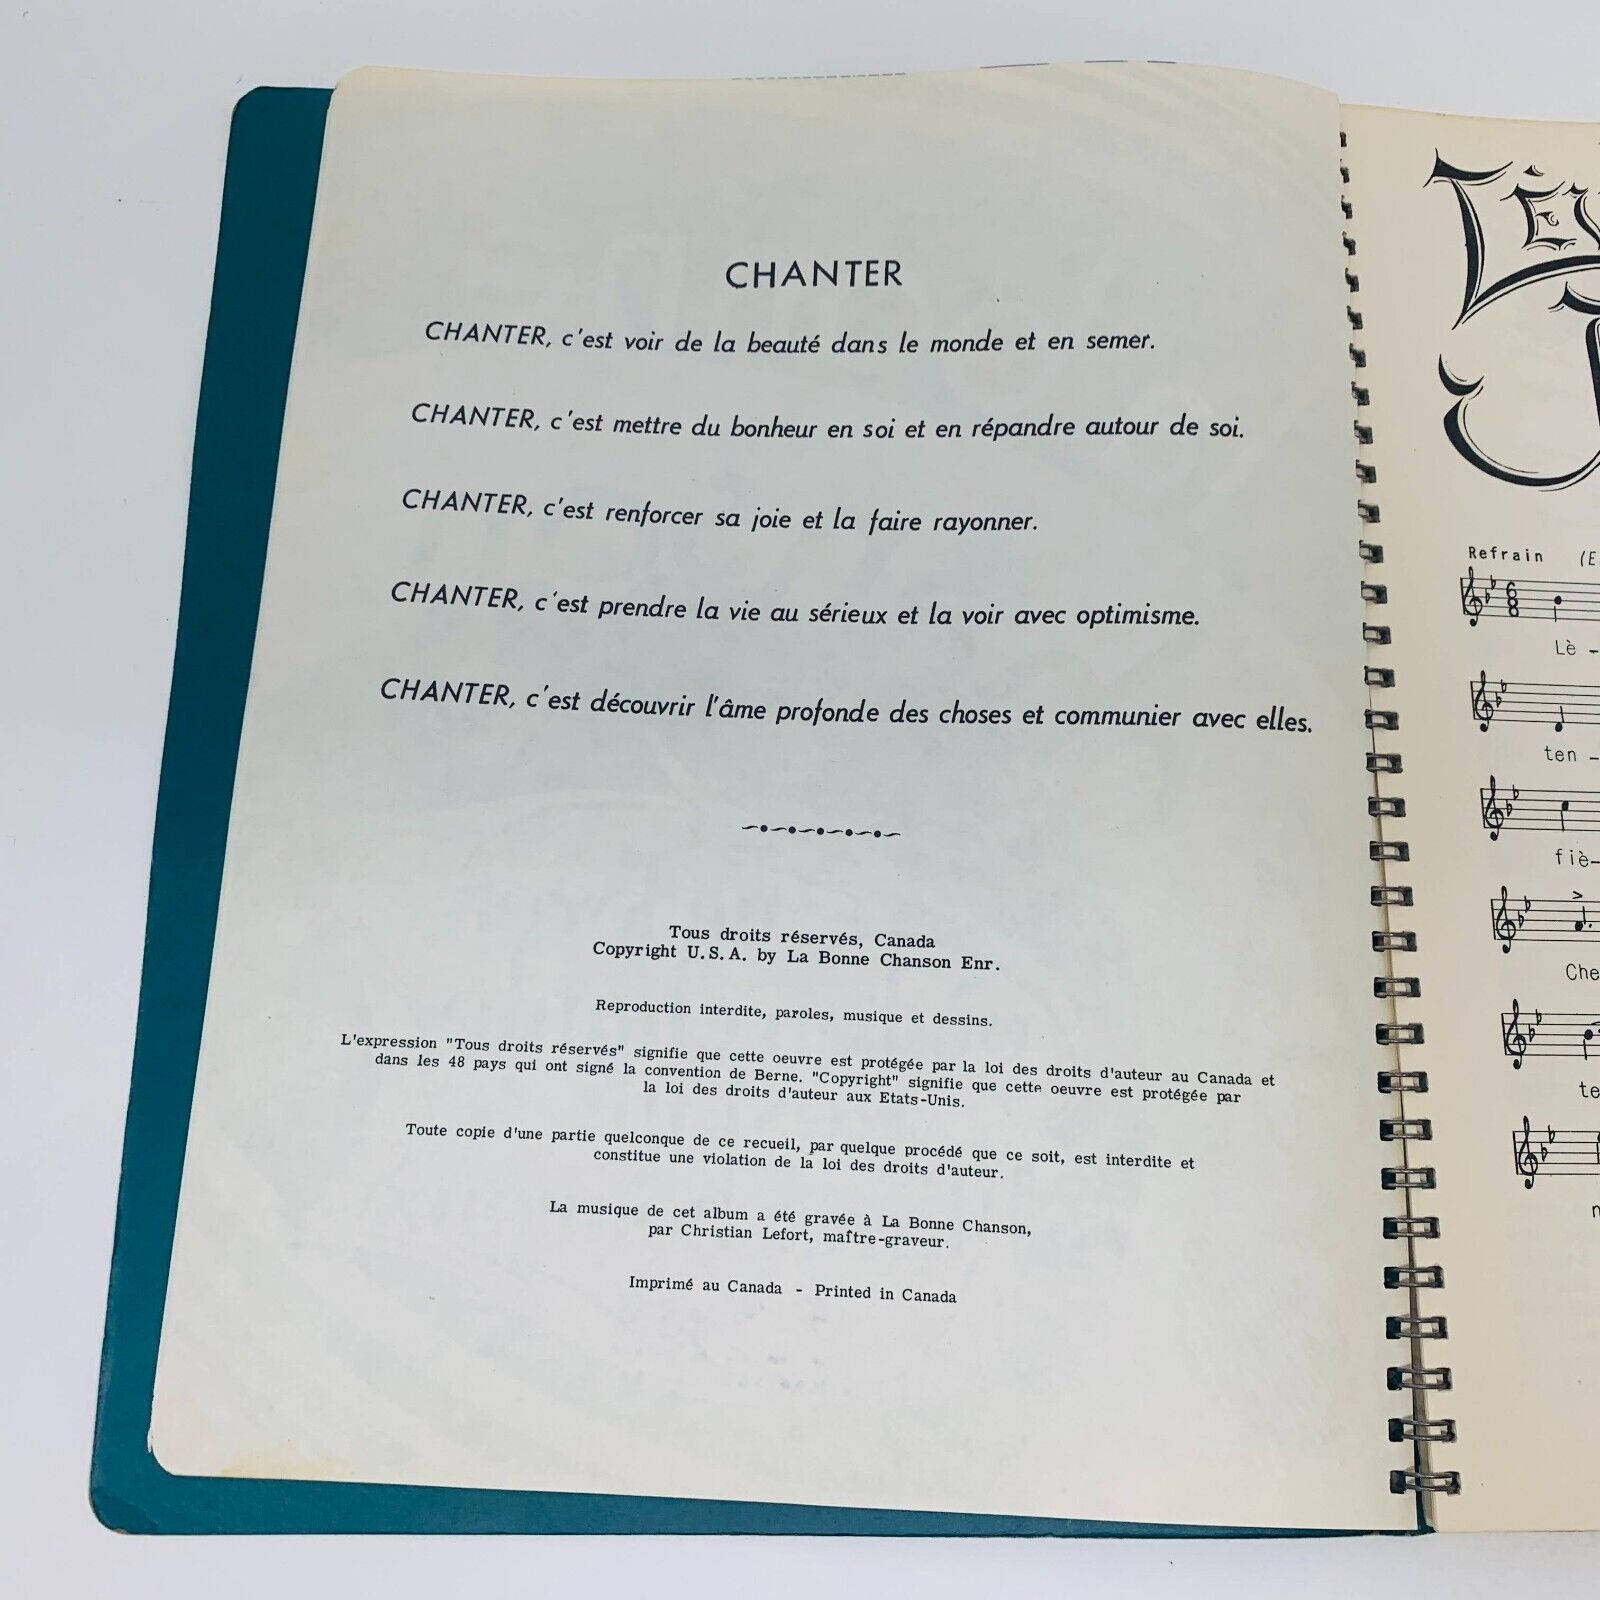 CHANTER
CHANTER, c'est voir de la beauté dans le monde et en semer.
CHANTER, c'est mettre du bonheur en soi et en répandre autour de soi.
CHANTER, c'est renforcer sa joie et la faire rayonner.
CHANTER, c'est prendre la vie au sérieux et la voir avec optimisme.
CHANTER, c'est découvrir l'âme profonde des choses et communier avec elles.
Tous droits réservés, Canada
Copyright U.S.A. by La Bonne Chanson Enr.
Reproduction interdite, paroles, musique et dessins.
L'expression "Tous droits réservés" signifie que cette oeuvre est protégée par la loi des droits d'auteur au Canada et
dans les 48 pays qui ont signé la convention de Berne. "Copyright" signifie que cette oeuvre est protégée par
la loi des droits d'auteur aux Etats-Unis.
Toute copie d'une partie quelconque de ce recueil, par quelque procédé que ce soit, est interdite et
constitue une violation de la loi des droits d'auteur.
La musique de cet album a été gravée à La Bonne Chanson,
par Christian Lefort, maître-graveur.
Imprimé au Canada - Printed in Canada
Refrain (E
Lè -
ten -
fiè-
Che
te